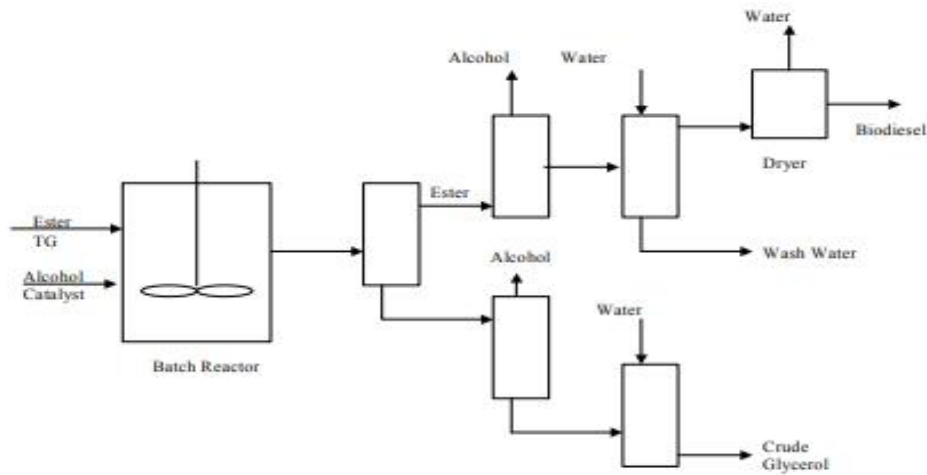 Water
Alcohol
Water
Biodiesel
Dryer
Ester
Ester
TG
Wash Water
Alcohol
Alcohol
Catalyst
Water
Batch Reactor
Crude
Glycerol